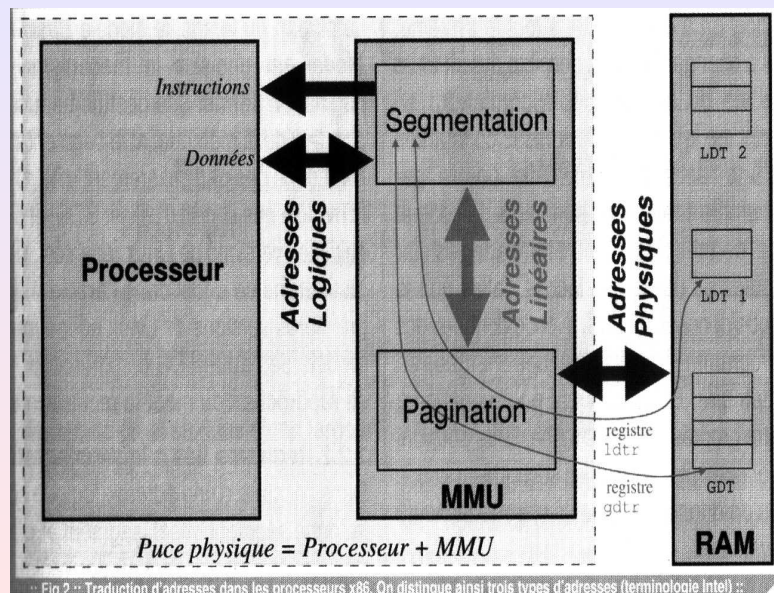 Instructions
Données
Processeur
Adresses
Logiques
Segmentation
Adresses
Linéaires
Pagination
MMU
Adresses
Physiques
LDT 2
LDT 1
registre
ldtr
registre
gdtr
GDT
RAM
Puce physique = Processeur + MMU
:: Fig 2 :: Traduction d'adresses dans les processeurs x86. On distingue ainsi trois types d'adresses (terminologie Intel) ::